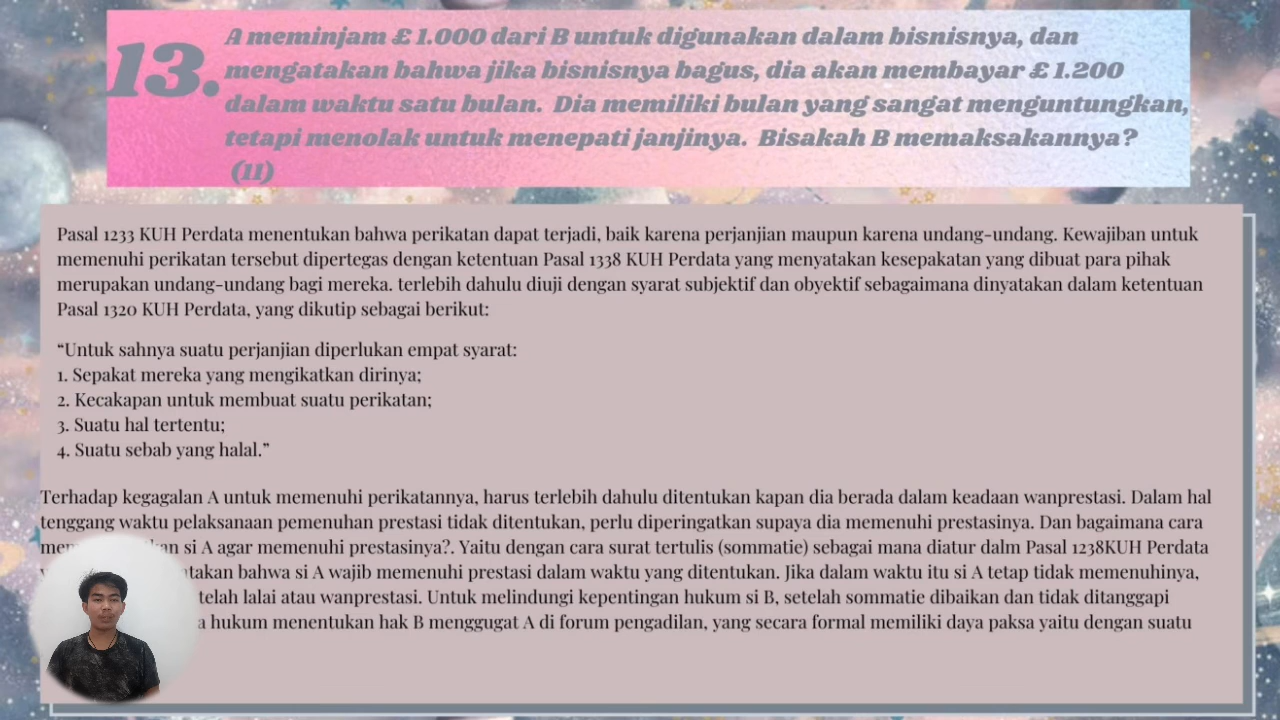 13.
A meminjam £ 1.000 dari B untuk digunakan dalam bisnisnya, dan
mengatakan bahwa jika bisnisnya bagus, dia akan membayar £ 1.200
dalam waktu satu bulan. Dia memiliki bulan yang sangat menguntungkan,
tetapi menolak untuk menepati janjinya. Bisakah B memaksakannya?
(11)
Pasal 1233 KUH Perdata menentukan bahwa perikatan dapat terjadi, baik karena perjanjian maupun karena undang-undang. Kewajiban untuk
memenuhi perikatan tersebut dipertegas dengan ketentuan Pasal 1338 KUH Perdata yang menyatakan kesepakatan yang dibuat para pihak
merupakan undang-undang bagi mereka. terlebih dahulu diuji dengan syarat subjektif dan obyektif sebagaimana dinyatakan dalam ketentuan
Pasal 1320 KUH Perdata, yang dikutip sebagai berikut:
“Untuk sahnya suatu perjanjian diperlukan empat syarat:
1. Sepakat mereka yang mengikatkan dirinya;
2. Kecakapan untuk membuat suatu perikatan;
3. Suatu hal tertentu;
4. Suatu sebab yang halal.”
Terhadap kegagalan A untuk memenuhi perikatannya, harus terlebih dahulu ditentukan kapan dia berada dalam keadaan wanprestasi. Dalam hal
tenggang waktu pelaksanaan pemenuhan prestasi tidak ditentukan, perlu diperingatkan supaya dia memenuhi prestasinya. Dan bagaimana cara
si A agar memenuhi prestasinya?. Yaitu dengan cara surat tertulis (sommatie) sebagai mana diatur dalm Pasal 1238KUH Perdata
bahwa si A wajib memenuhi prestasi dalam waktu yang ditentukan. Jika dalam waktu itu si A tetap tidak memenuhinya,
telah lalai atau wanprestasi. Untuk melindungi kepentingan hukum si B, setelah sommatie dibaikan dan tidak ditanggapi
hukum menentukan hak B menggugat A di forum pengadilan, yang secara formal memiliki daya paksa yaitu dengan suatu